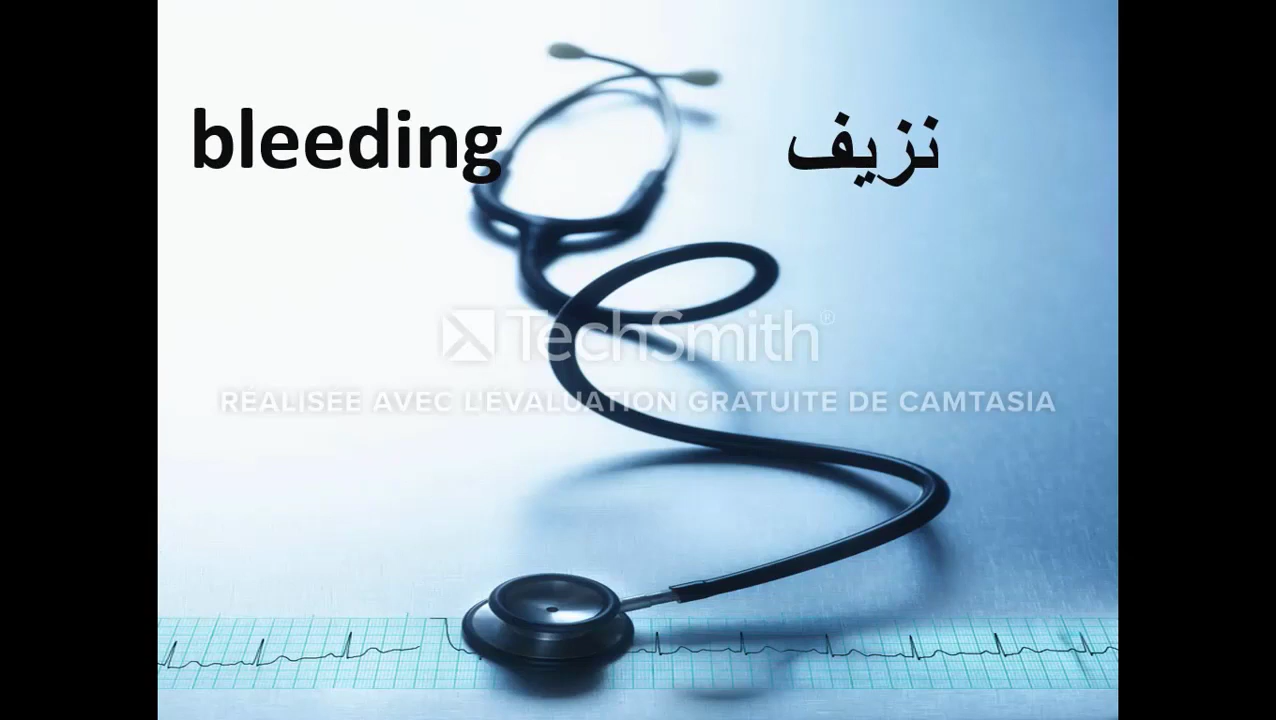 bleeding نزيف
TechSmith®
RÉALISÉE AVEC L'ÉVALUATION GRATUITE DE CAMTASIA